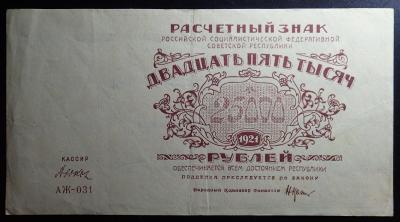 РАСЧЕТНЫЙ ЗНАК
РОССИЙСКОЙ СОЦИАЛИСТИЧЕСКОЙ ФЕДЕРАТИВНОЙ
СОВЕТСКОЙ РЕСПУБЛИКИ
ДВАДЦАТЬ ПЯТЬ ТЫСЯЧ
25000
1921
РУБЛЕЙ
ОБЕСПЕЧИВАЕТСЯ ВСЕМ ДОСТОЯНИЕМ РЕСПУБЛИКИ
ПОДДЕЛКА ПРЕСЛЕДУЕТСЯ ПО ЗАКОНУ
Народный Комиссар Финансов
КАССИР
АЖ-031